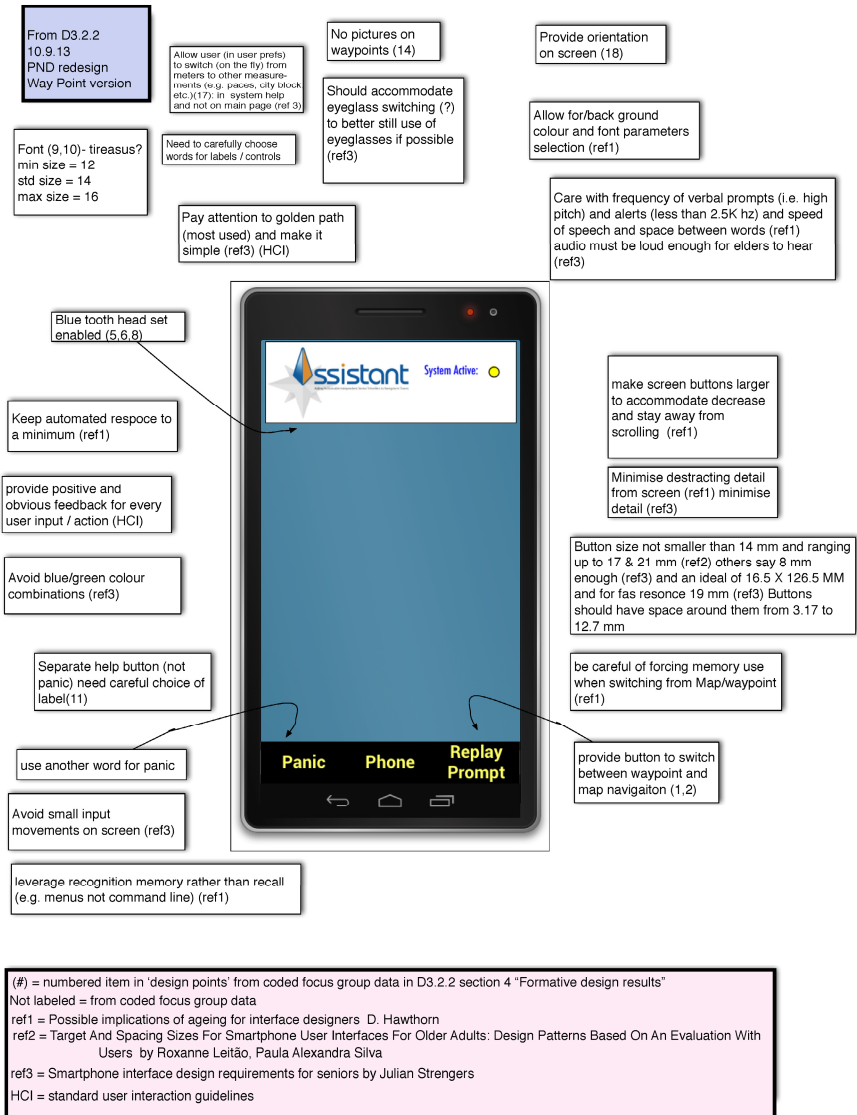 From D3.2.2
10.9.13
PND redesign
Way Point version
Allow user (in user prefs)
to switch (on the fly) from
meters to other measure-
ments (e.g. paces, city block
etc.)(17): in system help
and not on main page (ref 3)
No pictures on
waypoints (14)
Provide orientation
on screen (18)
Should accommodate
eyeglass switching (?)
to better still use of
eyeglasses if possible
(ref3)
Allow for/back ground
colour and font parameters
selection (ref1)
Font (9,10)- tireasus?
min size = 12
std size = 14
max size = 16
Need to carefully choose
words for labels / controls
Care with frequency of verbal prompts (i.e. high
pitch) and alerts (less than 2.5K hz) and speed
of speech and space between words (ref1)
audio must be loud enough for elders to hear
(ref3)
Pay attention to golden path
(most used) and make it
simple (ref3) (HCI)
Blue tooth head set
enabled (5,6,8)
ssistant
System Active:
make screen buttons larger
to accommodate decrease
and stay away from
scrolling (ref1)
Keep automated respoce to
a minimum (ref1)
Minimise destracting detail
from screen (ref1) minimise
detail (ref3)
provide positive and
obvious feedback for every
user input / action (HCI)
Button size not smaller than 14 mm and ranging
up to 17 & 21 mm (ref2) others say 8 mm
enough (ref3) and an ideal of 16.5 X 126.5 MM
and for fas resonce 19 mm (ref3) Buttons
should have space around them from 3.17 to
12.7 mm
Avoid blue/green colour
combinations (ref3)
Separate help button (not
panic) need careful choice of
label(11)
be careful of forcing memory use
when switching from Map/waypoint
(ref1)
use another word for panic
Panic
Phone
Replay
Prompt
provide button to switch
between waypoint and
map navigaiton (1,2)
Avoid small input
movements on screen (ref3)
leverage recognition memory rather than recall
(e.g. menus not command line) (ref1)
(#) = numbered item in 'design points' from coded focus group data in D3.2.2 section 4 “Formative design results”
Not labeled = from coded focus group data
ref1 = Possible implications of ageing for interface designers D. Hawthorn
ref2 = Target And Spacing Sizes For Smartphone User Interfaces For Older Adults: Design Patterns Based On An Evaluation With
Users by Roxanne Leitão, Paula Alexandra Silva
ref3 = Smartphone interface design requirements for seniors by Julian Strengers
HCI = standard user interaction guidelines